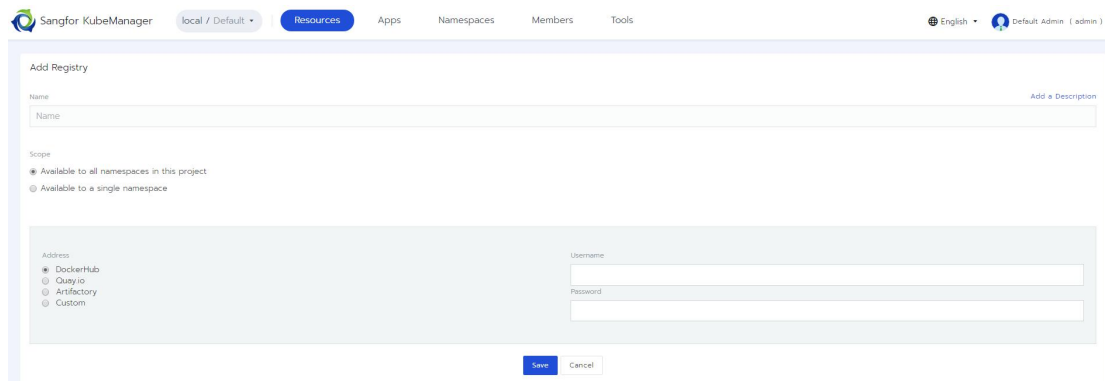 Sangfor KubeManager local / Default Resources Apps Namespaces Members Tools English Default Admin ( admin )
Add Registry
Name Add a Description
Name
Scope
Available to all namespaces in this project
Available to a single namespace
Address Username
DockerHub
Quay.io
Artifactory Password
Custom
Save Cancel